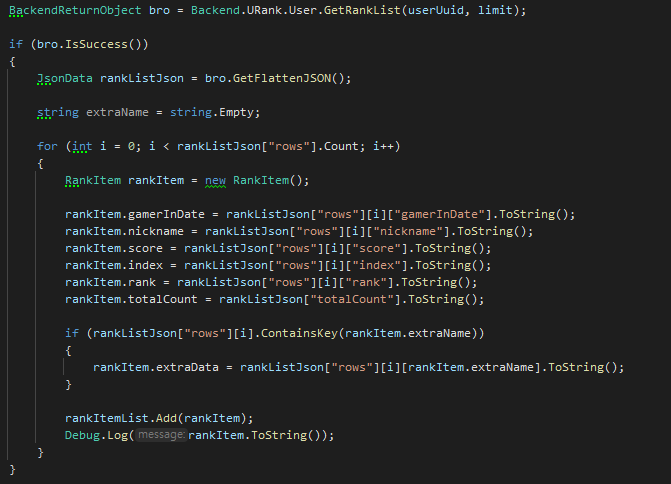 BackendReturnObject bro = Backend.URank.User.GetRankList(userUuid, limit);
if (bro.IsSuccess())
{
JsonData rankListJson = bro.GetFlattenJSON();
string extraName = string.Empty;
for (int i = 0; i < rankListJson["rows"].Count; i++)
{
RankItem rankItem = new RankItem();
rankItem.gamerInDate = rankListJson["rows"][i]["gamerInDate"].ToString();
rankItem.nickname = rankListJson["rows"][i]["nickname"].ToString();
rankItem.score = rankListJson["rows"][i]["score"].ToString();
rankItem.index = rankListJson["rows"][i]["index"].ToString();
rankItem.rank = rankListJson["rows"][i]["rank"].ToString();
rankItem.totalCount = rankListJson["totalCount"].ToString();
if (rankListJson["rows"][i].ContainsKey(rankItem.extraName))
{
rankItem.extraData = rankListJson["rows"][i][rankItem.extraName].ToString();
}
rankItemList.Add(rankItem);
Debug.Log(message:rankItem.ToString());
}
}